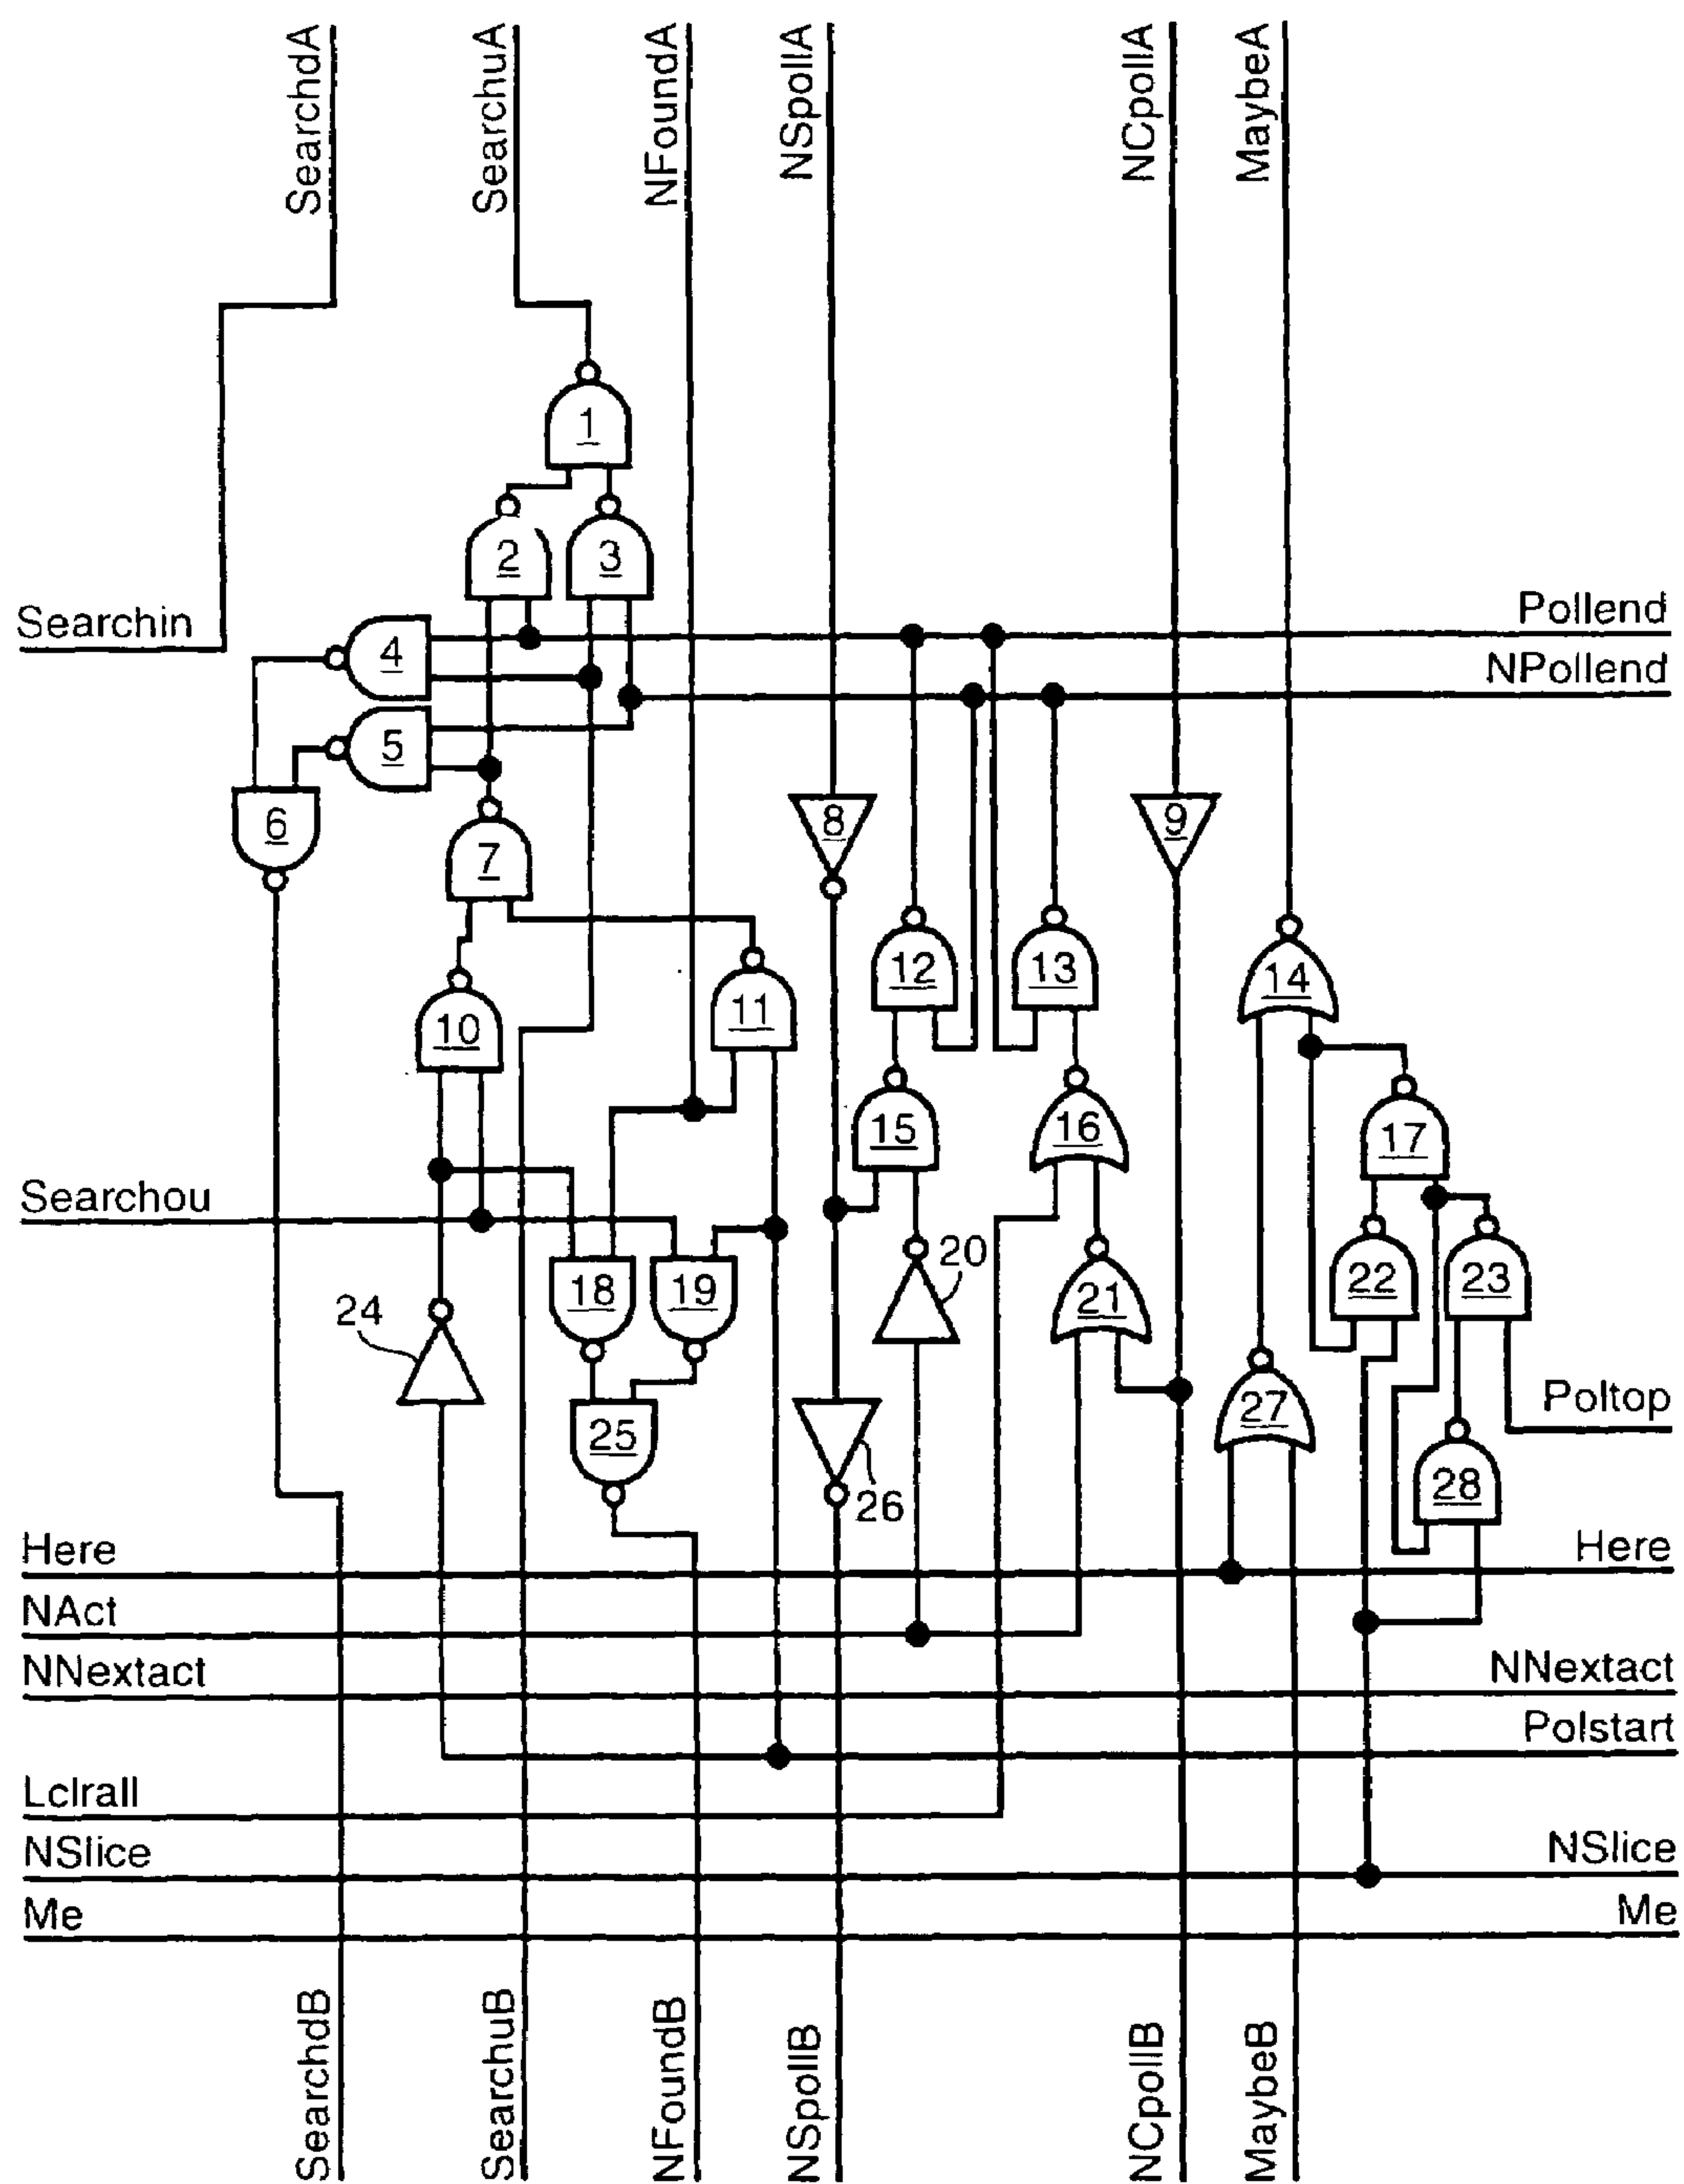 SearchdA
SearchuA
NFoundA
NSpollA
NCpollA
MaybeA
1
2
3
Searchin
Pollend
4
NPollend
5
6
8
9
7
12
13
14
10
11
15
16
17
Searchou
20
18
19
21
22
23
24
25
26
27
Poltop
28
Here
Here
NAct
NNextact
NNextact
Polstart
Lclrall
NSlice
NSlice
Me
Me
SearchdB
SearchuB
NFoundB
NSpollB
NCpollB
MaybeB